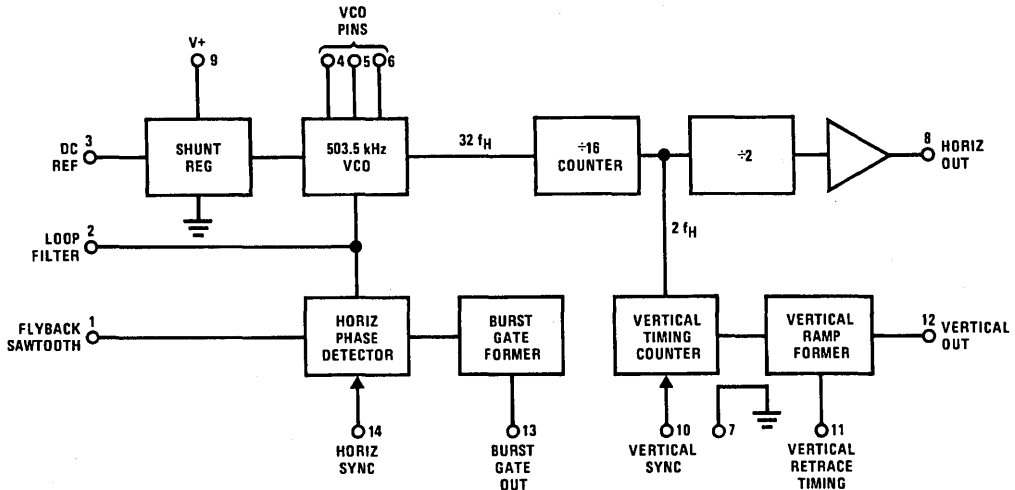 VCO
PINS
V+
9
4
5
6
DC
REF
3
SHUNT
REG
503.5 kHz
VCO
32 fH
÷16
COUNTER
÷2
8
HORIZ
OUT
LOOP
FILTER
2
2 fH
FLYBACK
SAWTOOTH
1
HORIZ
PHASE
DETECTOR
BURST
GATE
FORMER
VERTICAL
TIMING
COUNTER
VERTICAL
RAMP
FORMER
12
VERTICAL
OUT
14
HORIZ
SYNC
13
BURST
GATE
OUT
10
VERTICAL
SYNC
7
11
VERTICAL
RETRACE
TIMING